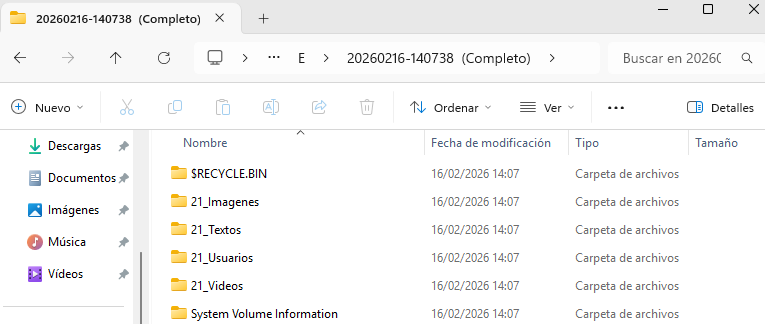 20260216-140738 (Completo)
E 20260216-140738 (Completo) Buscar en 2026
Nuevo Ordenar Ver Detalles
Nombre Fecha de modificación Tipo Tamaño
Descargas
Documentos
Imágenes
Música
Vídeos
$RECYCLE.BIN 16/02/2026 14:07 Carpeta de archivos
21_Imagenes 16/02/2026 14:07 Carpeta de archivos
21_Textos 16/02/2026 14:07 Carpeta de archivos
21_Usuarios 16/02/2026 14:07 Carpeta de archivos
21_Videos 16/02/2026 14:07 Carpeta de archivos
System Volume Information 16/02/2026 14:07 Carpeta de archivos